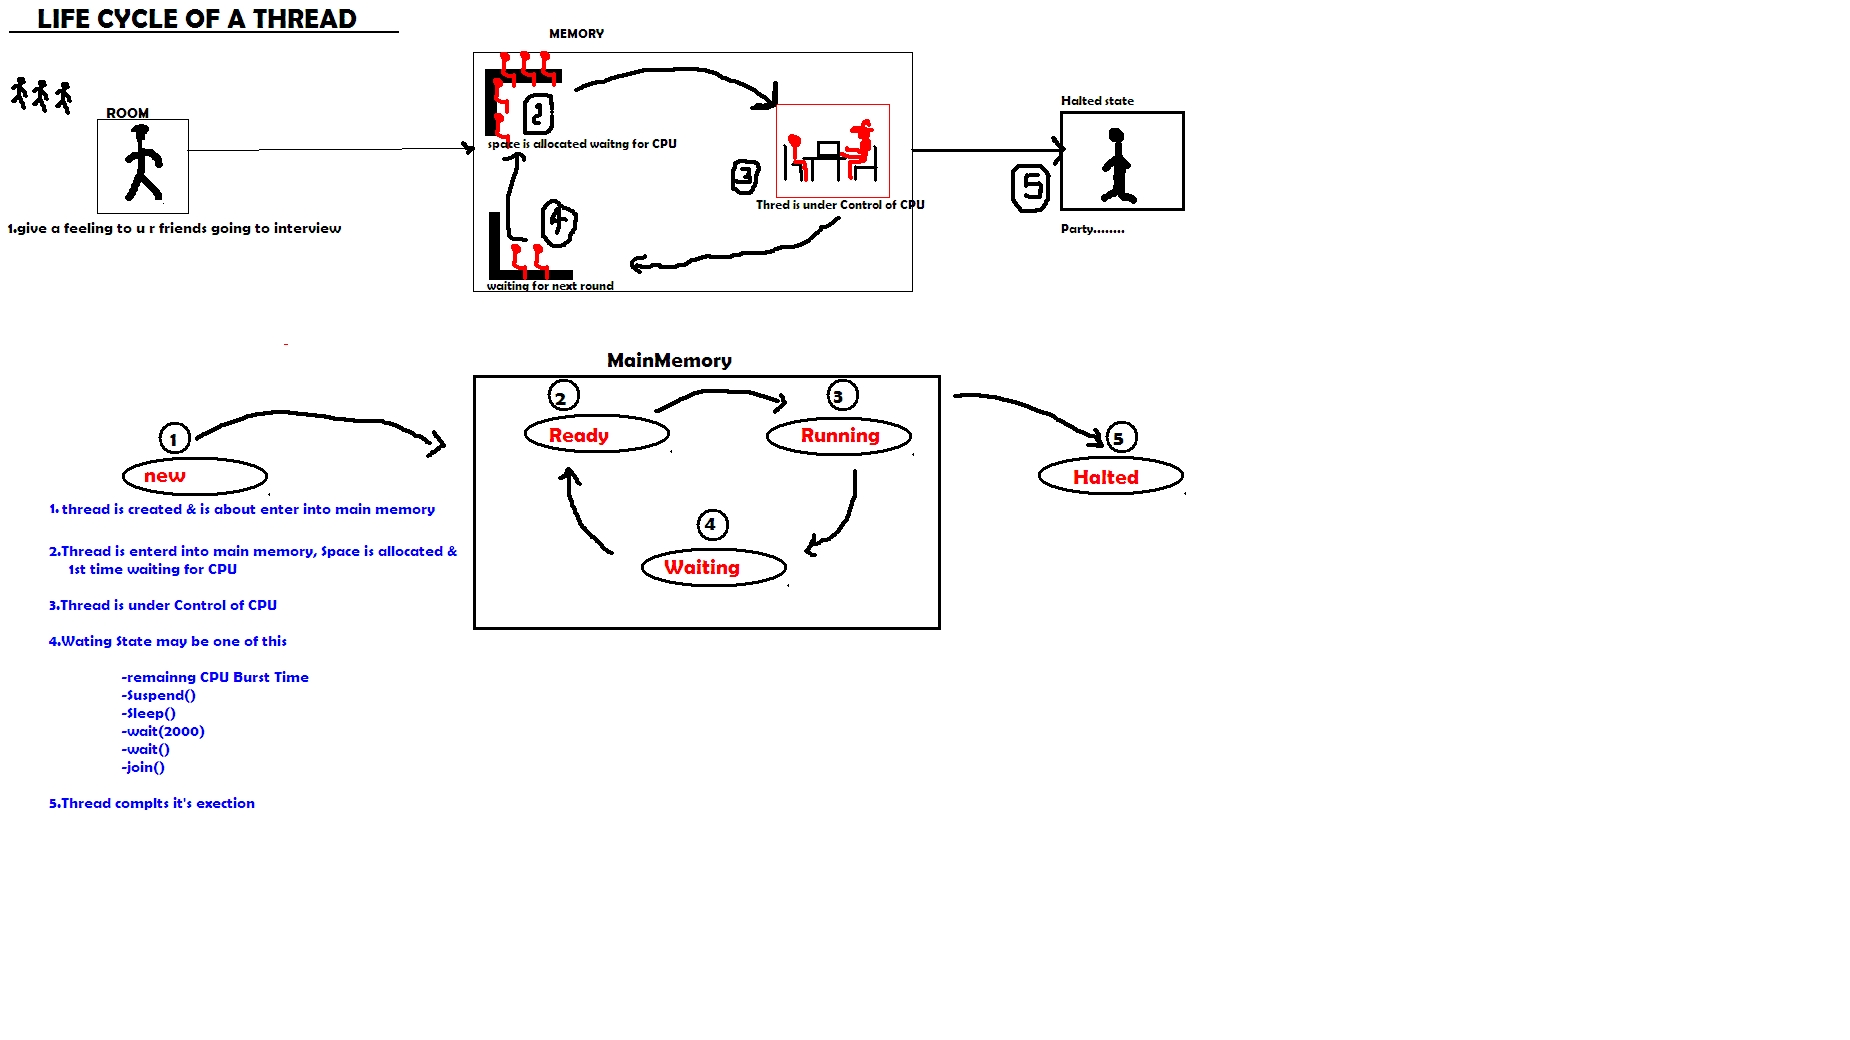 LIFE CYCLE OF A THREAD
MEMORY
ROOM
2
space is allocated waitng for CPU
3
Thred is under Control of CPU
4
waiting for next round
Halted state
5
Party........
1.give a feeling to u r friends going to interview
MainMemory
1
new
2
Ready
3
Running
4
Waiting
5
Halted
1. thread is created & is about enter into main memory
2.Thread is enterd into main memory, Space is allocated &
1st time waiting for CPU
3.Thread is under Control of CPU
4.Wating State may be one of this
-remainng CPU Burst Time
-Suspend()
-Sleep()
-wait(2000)
-wait()
-join()
5.Thread complts it's exection